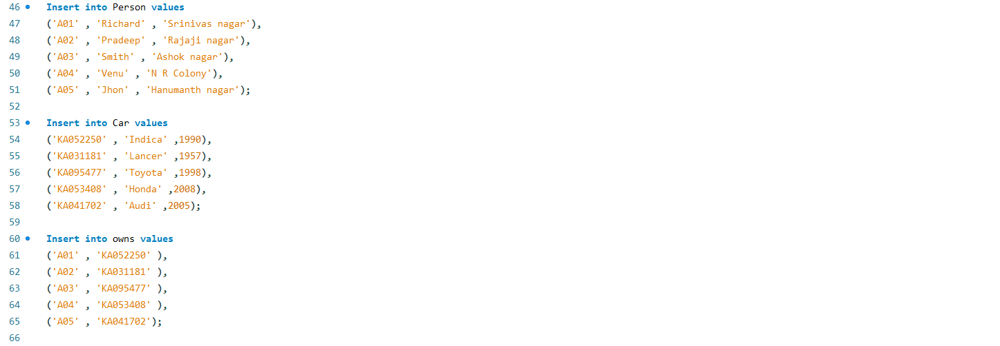 46 Insert into Person values
47 ('A01' , 'Richard' , 'Srinivas nagar'),
48 ('A02' , 'Pradeep' , 'Rajaji nagar'),
49 ('A03' , 'Smith' , 'Ashok nagar'),
50 ('A04' , 'Venu' , 'N R Colony'),
51 ('A05' , 'Jhon' , 'Hanumanth nagar');
52
53 Insert into Car values
54 ('KA052250' , 'Indica' ,1990),
55 ('KA031181' , 'Lancer' ,1957),
56 ('KA095477' , 'Toyota' ,1998),
57 ('KA053408' , 'Honda' ,2008),
58 ('KA041702' , 'Audi' ,2005);
59
60 Insert into owns values
61 ('A01' , 'KA052250' ),
62 ('A02' , 'KA031181' ),
63 ('A03' , 'KA095477' ),
64 ('A04' , 'KA053408' ),
65 ('A05' , 'KA041702');
66